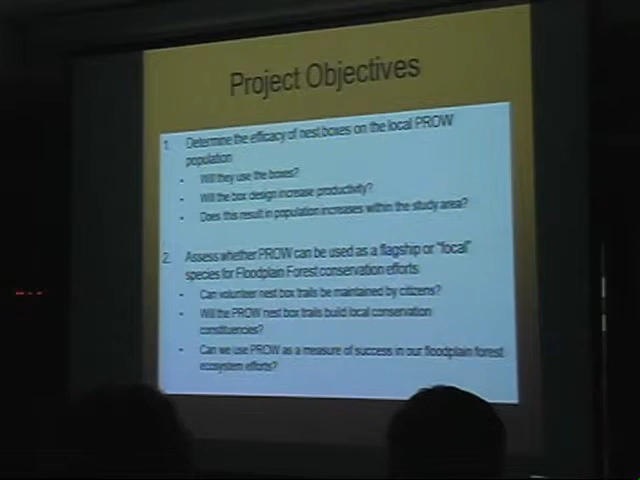 Project Objectives
1. Determine the efficacy of nest boxes on the local PROW
population
• Will they use the boxes?
• Will the box design increase productivity?
• Does this result in population increases within the study area?
2. Assess whether PROW can be used as a flagship or "focal"
species for Floodplain Forest conservation efforts
• Can volunteer nest box trails be maintained by citizens?
• Will the PROW nest box trails build local conservation
constituencies?
• Can we use PROW as a measure of success in our floodplain forest
ecosystem efforts?